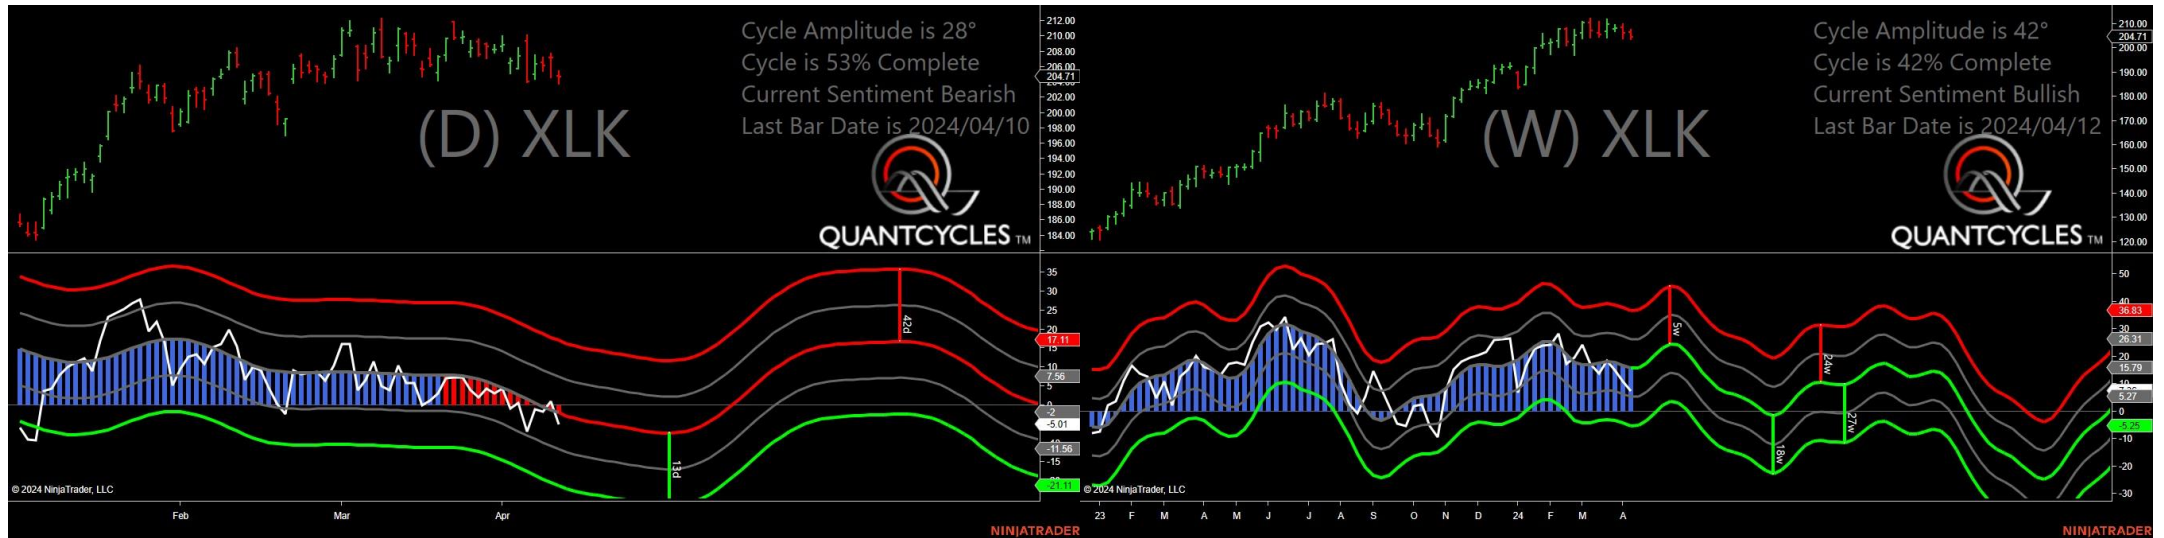 Cycle Amplitude is 28°
Cycle is 53% Complete
Current Sentiment Bearish
Last Bar Date is 2024/04/10
(D) XLK
QUANTCYCLES TM
212.00
210.00
208.00
206.00
204.71
202.00
200.00
198.00
196.00
194.00
192.00
190.00
188.00
186.00
184.00
35
30
25
20
17.11
15
10
7.56
5
0
-2
-5.01
-11.56
-15
-21.11
42d
13d
© 2024 NinjaTrader, LLC
Feb
Mar
Apr
NINJATRADER
Cycle Amplitude is 42°
Cycle is 42% Complete
Current Sentiment Bullish
Last Bar Date is 2024/04/12
(W) XLK
QUANTCYCLES TM
210.00
204.71
200.00
190.00
180.00
170.00
160.00
150.00
140.00
130.00
120.00
50
40
36.83
30
26.31
20
15.79
10
5.27
0
-5.25
-10
-20
-30
5w
24w
18w
27w
© 2024 NinjaTrader, LLC
23 F M A M J J A S O N D 24 F M A
NINJATRADER